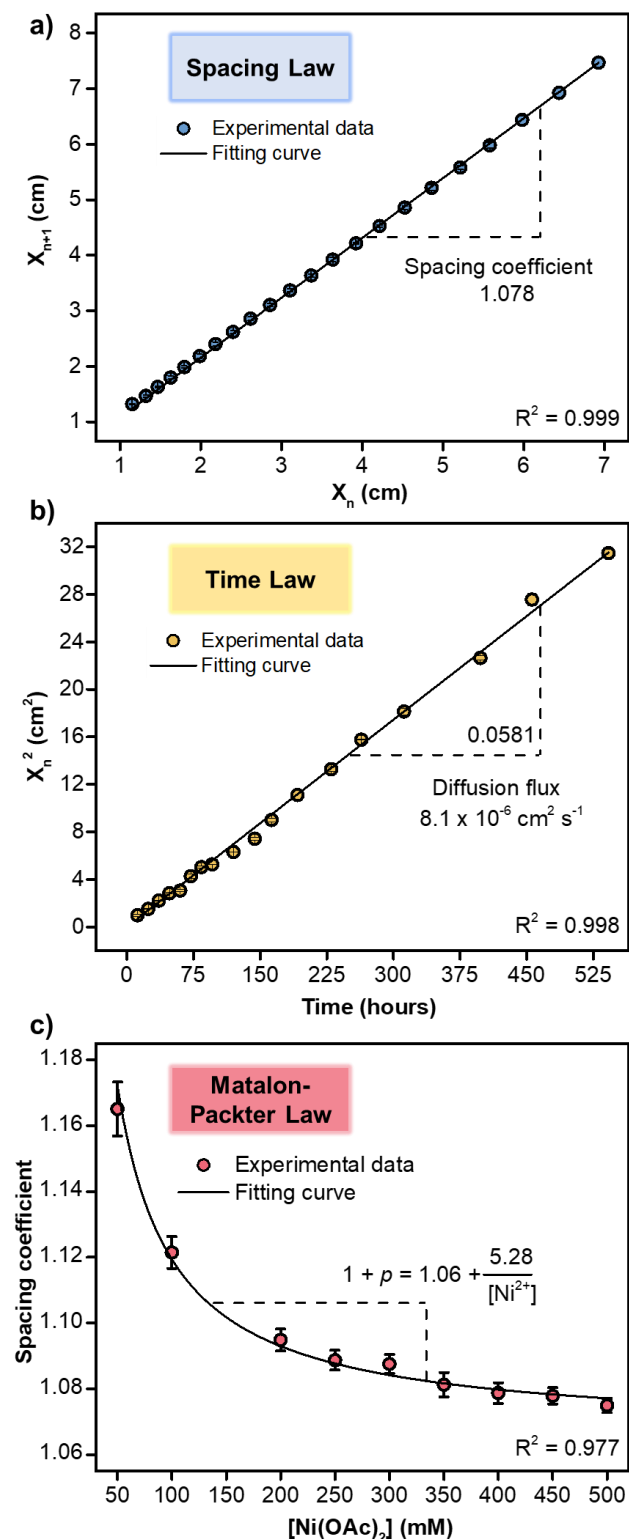 a)
Spacing Law
Experimental data
Fitting curve
Spacing coefficient
1.078
R² = 0.999
8
7
6
5
4
3
2
1
X_{n+1} (cm)
1 2 3 4 5 6 7
X_n (cm)
b)
Time Law
Experimental data
Fitting curve
0.0581
Diffusion flux
8.1 x 10⁻⁶ cm² s⁻¹
R² = 0.998
32
28
24
20
16
12
8
4
0
X_n² (cm²)
0 75 150 225 300 375 450 525
Time (hours)
c)
Matalon-
Packter Law
Experimental data
Fitting curve
1 + p = 1.06 + 5.28/[Ni²⁺]
R² = 0.977
1.18
1.16
1.14
1.12
1.10
1.08
1.06
Spacing coefficient
50 100 150 200 250 300 350 400 450 500
[Ni(OAc)₂] (mM)